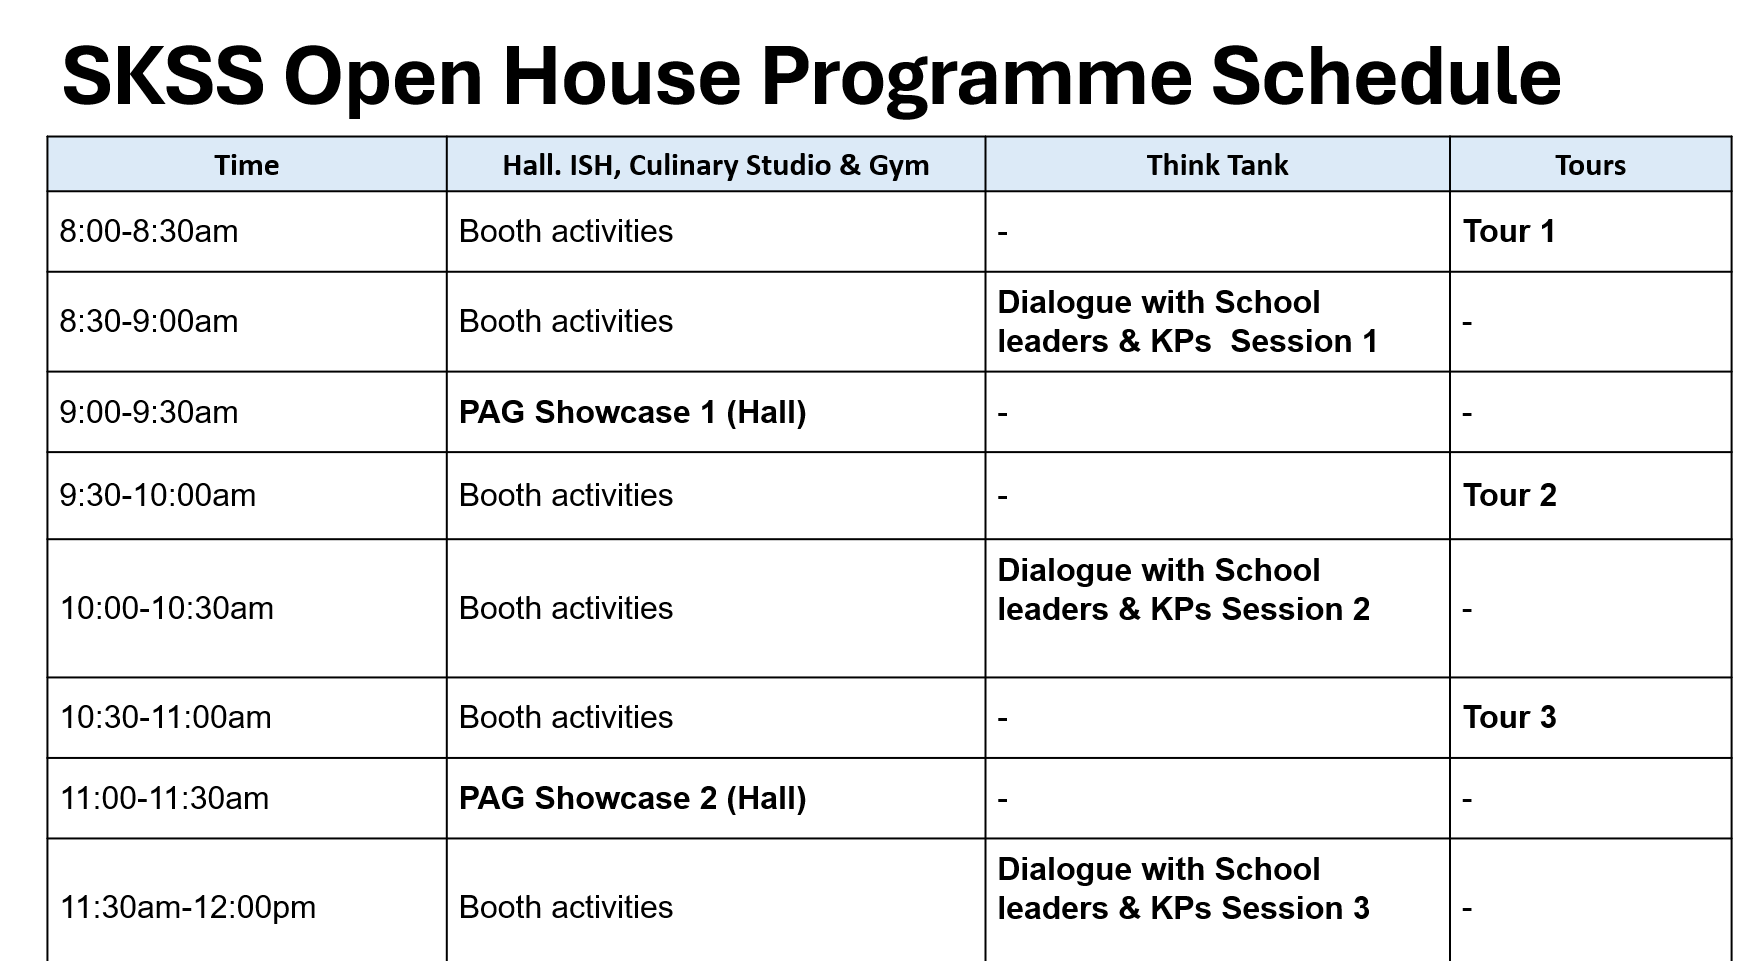 SKSS Open House Programme Schedule
Time Hall. ISH, Culinary Studio & Gym Think Tank Tours
8:00-8:30am Booth activities - Tour 1
8:30-9:00am Booth activities Dialogue with School
leaders & KPs  Session 1 -
9:00-9:30am PAG Showcase 1 (Hall) - -
9:30-10:00am Booth activities - Tour 2
10:00-10:30am Booth activities Dialogue with School
leaders & KPs Session 2 -
10:30-11:00am Booth activities - Tour 3
11:00-11:30am PAG Showcase 2 (Hall) - -
11:30am-12:00pm Booth activities Dialogue with School
leaders & KPs Session 3 -